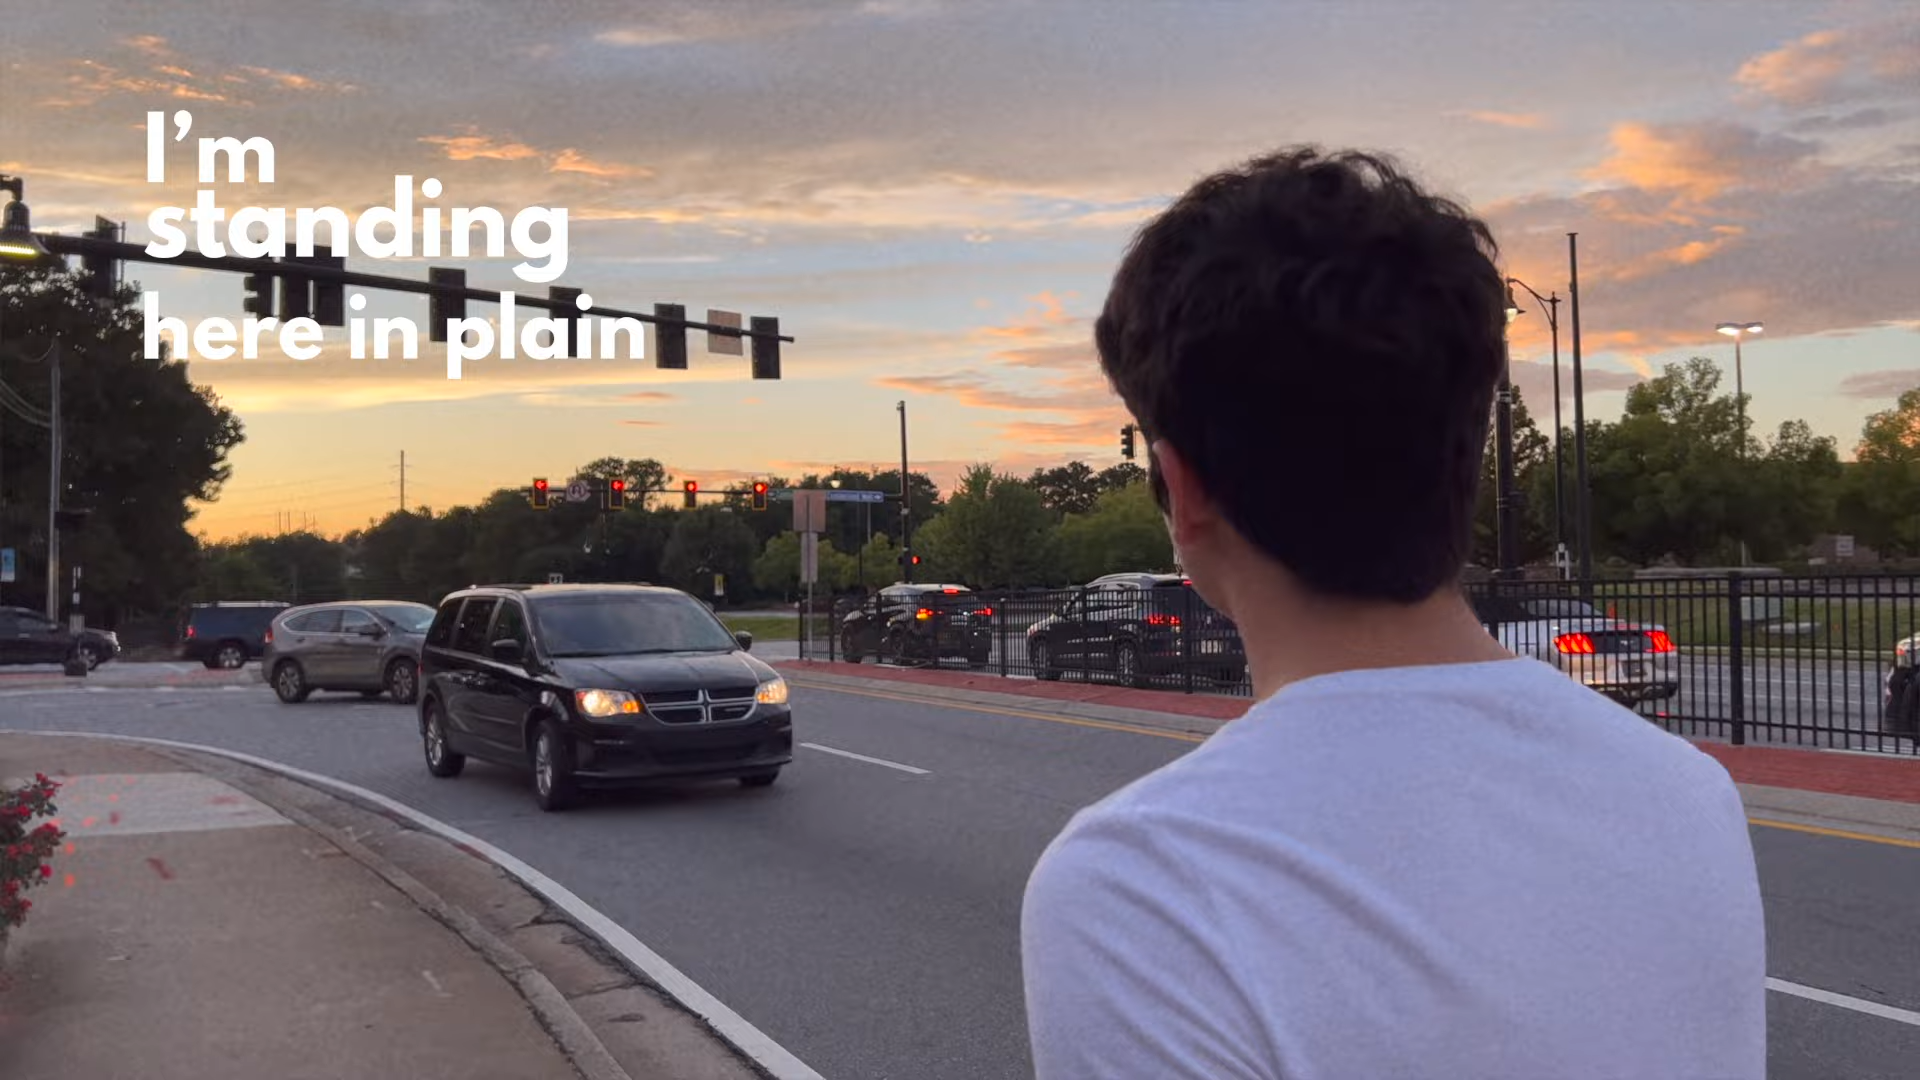 I’m
standing
here in plain